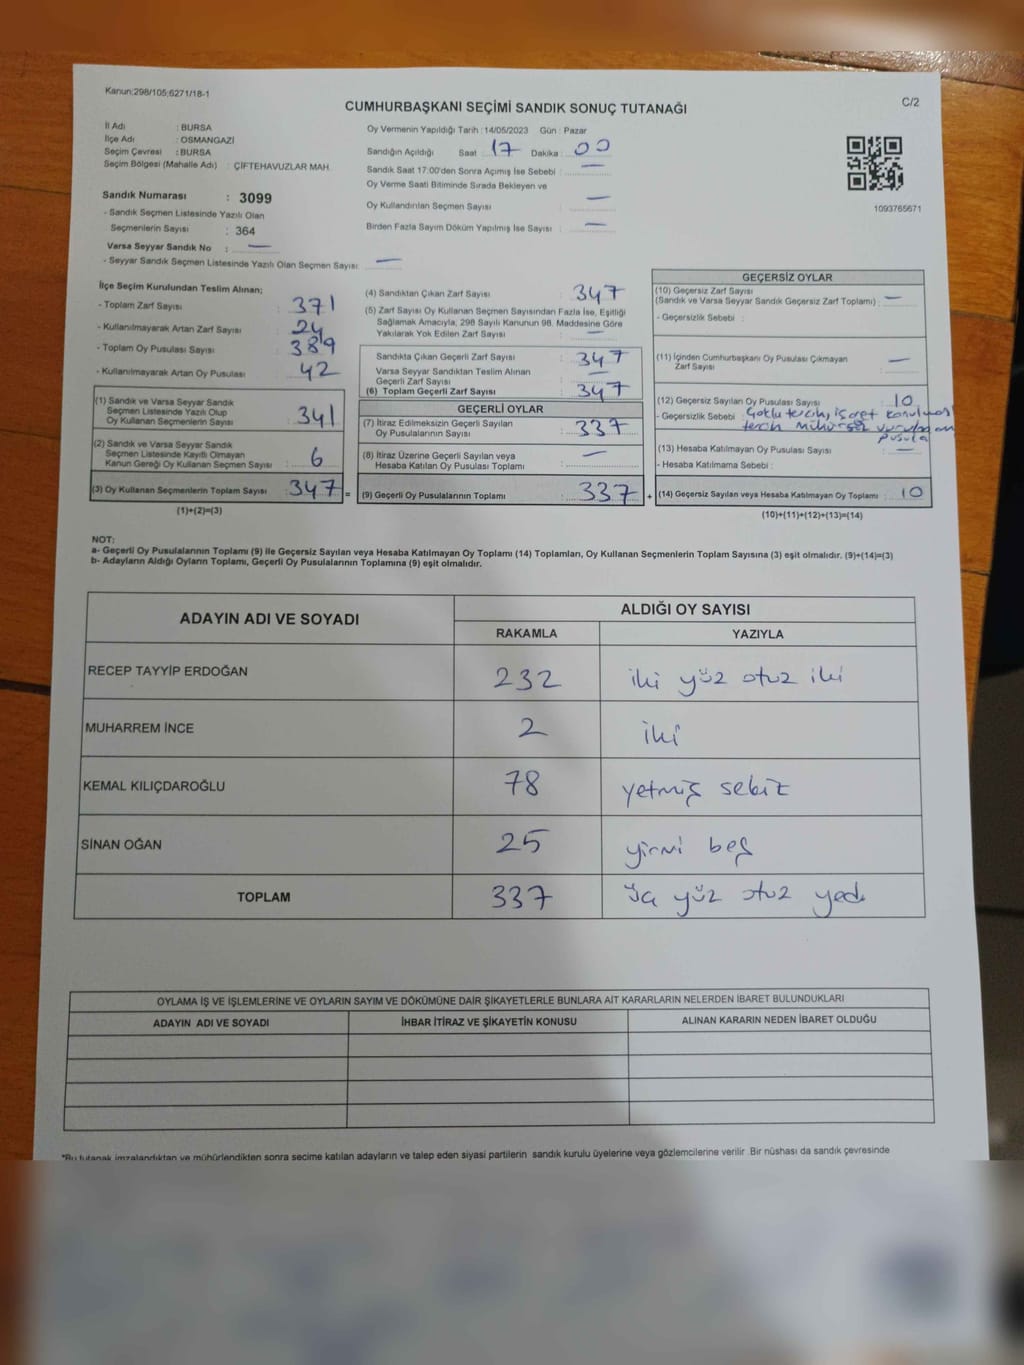 Kanun:298/105;6271/18-1
CUMHURBAŞKANI SEÇİMİ SANDIK SONUÇ TUTANAĞI
C/2
İl Adı : BURSA
İlçe Adı : OSMANGAZİ
Seçim Çevresi : BURSA
Seçim Bölgesi (Mahalle Adı) : ÇİFTEHAVUZLAR MAH.
Sandık Numarası : 3099
- Sandık Seçmen Listesinde Yazılı Olan
Seçmenlerin Sayısı : 364
Varsa Seyyar Sandık No : —
- Seyyar Sandık Seçmen Listesinde Yazılı Olan Seçmen Sayısı : —
Oy Vermenin Yapıldığı Tarih :14/05/2023 Gün : Pazar
Sandığın Açıldığı Saat : 17 Dakika : 00
Sandık Saat 17:00'den Sonra Açımış İse Sebebi : —
Oy Verme Saati Bitiminde Sırada Bekleyen ve
Oy Kullandırılan Seçmen Sayısı : —
Birden Fazla Sayım Döküm Yapılmış İse Sayısı : —
1093765671
İlçe Seçim Kurulundan Teslim Alınan;
- Toplam Zarf Sayısı : 371
- Kullanılmayarak Artan Zarf Sayısı : 24
- Toplam Oy Pusulası Sayısı : 389
- Kullanılmayarak Artan Oy Pusulası : 42
(1) Sandık ve Varsa Seyyar Sandık
Seçmen Listesinde Yazılı Olup
Oy Kullanan Seçmenlerin Sayısı : 341
(2) Sandık ve Varsa Seyyar Sandık
Seçmen Listesinde Kayıtlı Olmayan
Kanun Gereği Oy Kullanan Seçmen Sayısı : 6
(3) Oy Kullanan Seçmenlerin Toplam Sayısı : 347 =
(1)+(2)=(3)
(4) Sandıktan Çıkan Zarf Sayısı : 347
(5) Zarf Sayısı Oy Kullanan Seçmen Sayısından Fazla İse, Eşitliği
Sağlamak Amacıyla; 298 Sayılı Kanunun 98. Maddesine Göre
Yakılarak Yok Edilen Zarf Sayısı : —
Sandıkta Çıkan Geçerli Zarf Sayısı : 347
Varsa Seyyar Sandıktan Teslim Alınan
Geçerli Zarf Sayısı : —
(6) Toplam Geçerli Zarf Sayısı : 347
GEÇERLİ OYLAR
(7) İtiraz Edilmeksizin Geçerli Sayılan
Oy Pusulalarının Sayısı : 337
(8) İtiraz Üzerine Geçerli Sayılan veya
Hesaba Katılan Oy Pusulası Toplamı : —
(9) Geçerli Oy Pusulalarının Toplamı : 337 +
GEÇERSİZ OYLAR
(10) Geçersiz Zarf Sayısı
(Sandık ve Varsa Seyyar Sandık Geçersiz Zarf Toplamı) : —
- Geçersizlik Sebebi :
(11) İçinden Cumhurbaşkanı Oy Pusulası Çıkmayan
Zarf Sayısı : —
(12) Geçersiz Sayılan Oy Pusulası Sayısı : 10
- Geçersizlik Sebebi : Çoklu tercih, işaret konulmas
tercih mühürsüz vurulan
pusula
(13) Hesaba Katılmayan Oy Pusulası Sayısı : —
- Hesaba Katılmama Sebebi :
(14) Geçersiz Sayılan veya Hesaba Katılmayan Oy Toplamı : 10
(10)+(11)+(12)+(13)=(14)
NOT:
a- Geçerli Oy Pusulalarının Toplamı (9) ile Geçersiz Sayılan veya Hesaba Katılmayan Oy Toplamı (14) Toplamları, Oy Kullanan Seçmenlerin Toplam Sayısına (3) eşit olmalıdır. (9)+(14)=(3)
b- Adayların Aldığı Oyların Toplamı, Geçerli Oy Pusulalarının Toplamına (9) eşit olmalıdır.
ADAYIN ADI VE SOYADI ALDIĞI OY SAYISI
RAKAMLA YAZIYLA
RECEP TAYYİP ERDOĞAN 232 iki yüz otuz iki
MUHARREM İNCE 2 iki
KEMAL KILIÇDAROĞLU 78 yetmiş sekiz
SİNAN OĞAN 25 yirmi beş
TOPLAM 337 üç yüz otuz yedi
OYLAMA İŞ VE İŞLEMLERİNE VE OYLARIN SAYIM VE DÖKÜMÜNE DAİR ŞİKAYETLERLE BUNLARA AİT KARARLARIN NELERDEN İBARET BULUNDUKLARI
ADAYIN ADI VE SOYADI İHBAR İTİRAZ VE ŞİKAYETİN KONUSU ALINAN KARARIN NEDEN İBARET OLDUĞU
*Bu tutanak imzalandıktan ve mühürlendikten sonra seçime katılan adayların ve talep eden siyasi partilerin sandık kurulu üyelerine veya gözlemcilerine verilir. Bir nüshası da sandık çevresinde